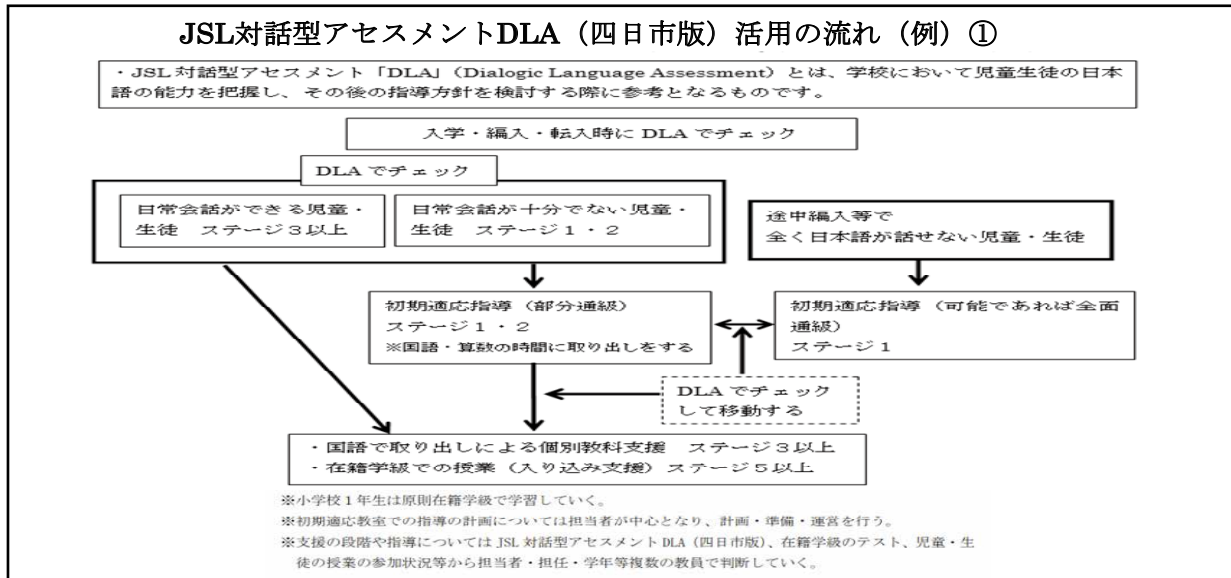 JSL対話型アセスメントDLA（四日市版）活用の流れ（例）①
・JSL 対話型アセスメント「DLA」（Dialogic Language Assessment）とは、学校において児童生徒の日本
語の能力を把握し、その後の指導方針を検討する際に参考となるものです。
入学・編入・転入時に DLA でチェック
DLA でチェック
日常会話ができる児童・
生徒　ステージ３以上
日常会話が十分でない児童・
生徒　ステージ１・２
途中編入等で
全く日本語が話せない児童・生徒
初期適応指導（部分通級）
ステージ１・２
※国語・算数の時間に取り出しをする
初期適応指導（可能であれば全面
通級）
ステージ１
DLA でチェック
して移動する
・国語で取り出しによる個別教科支援　ステージ３以上
・在籍学級での授業（入り込み支援）ステージ５以上
※小学校１年生は原則在籍学級で学習していく。
※初期適応教室での指導の計画については担当者が中心となり、計画・準備・運営を行う。
※支援の段階や指導については JSL 対話型アセスメント DLA（四日市版）、在籍学級のテスト、児童・生
徒の授業の参加状況等から担当者・担任・学年等複数の教員で判断していく。